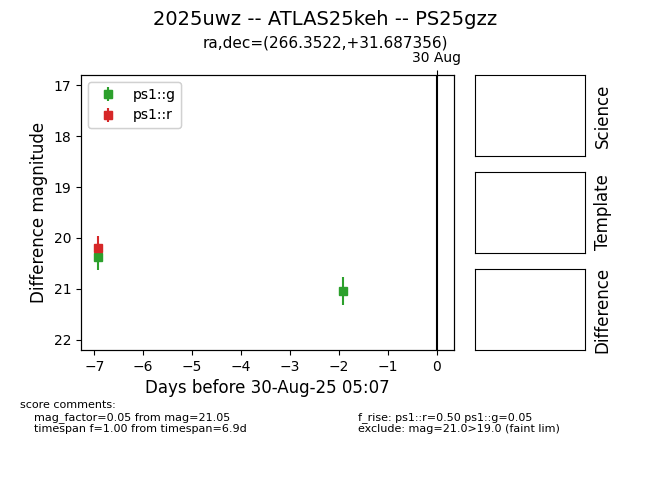 2025uwz -- ATLAS25keh -- PS25gzz
ra,dec=(266.3522,+31.687356)
30 Aug
ps1::g
ps1::r
17
18
19
20
21
22
Difference magnitude
−7
−6
−5
−4
−3
−2
−1
0
Days before 30-Aug-25 05:07
Science
Template
Difference
score comments:
mag_factor=0.05 from mag=21.05
timespan f=1.00 from timespan=6.9d
f_rise: ps1::r=0.50 ps1::g=0.05
exclude: mag=21.0>19.0 (faint lim)